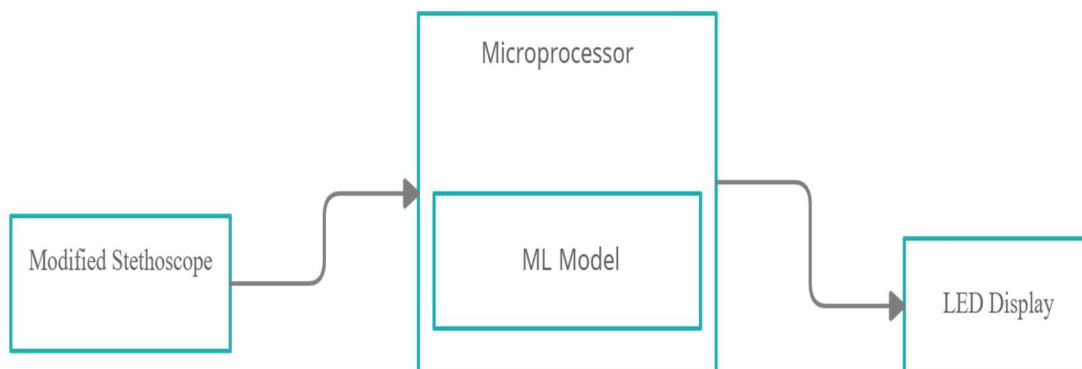 Microprocessor
Modified Stethoscope
ML Model
LED Display